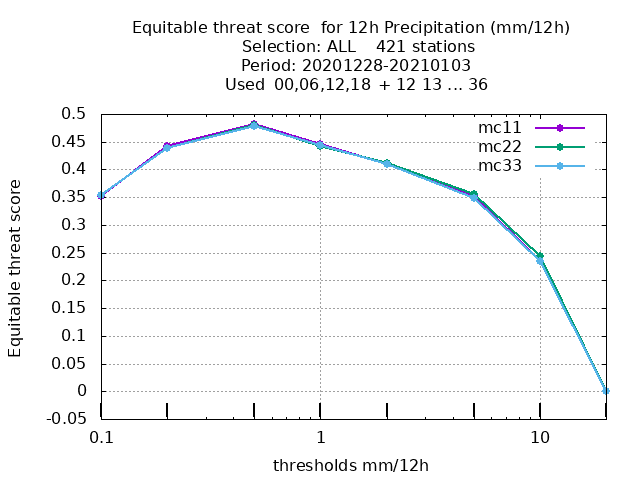 Equitable threat score  for 12h Precipitation (mm/12h)
Selection: ALL    421 stations
Period: 20201228-20210103
Used  00,06,12,18  + 12 13 ... 36
mc11
mc22
mc33
0.5
0.45
0.4
0.35
0.3
0.25
0.2
0.15
0.1
0.05
0
-0.05
Equitable threat score
0.1 1 10
thresholds mm/12h